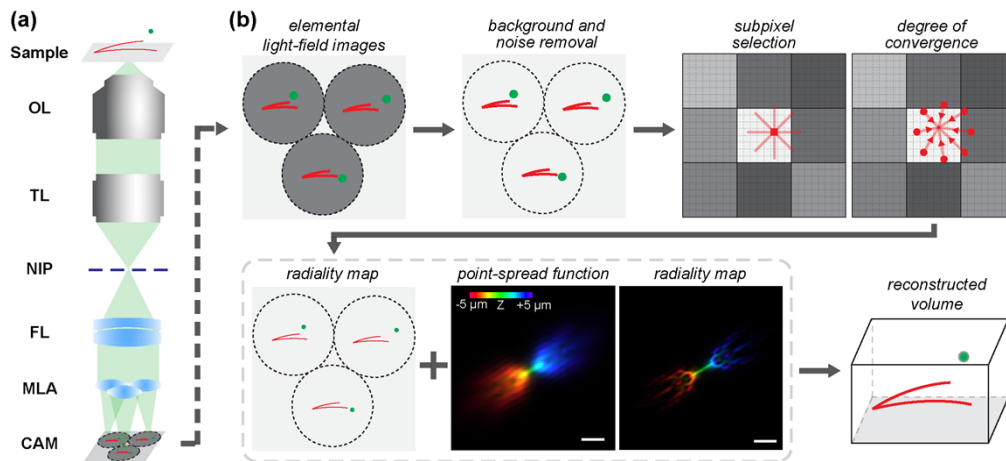 (a)
Sample
OL
TL
NIP
FL
MLA
CAM
(b)
elemental
light-field images
background and
noise removal
subpixel
selection
degree of
convergence
radiality map
point-spread function
-5 µm Z +5 µm
radiality map
reconstructed
volume